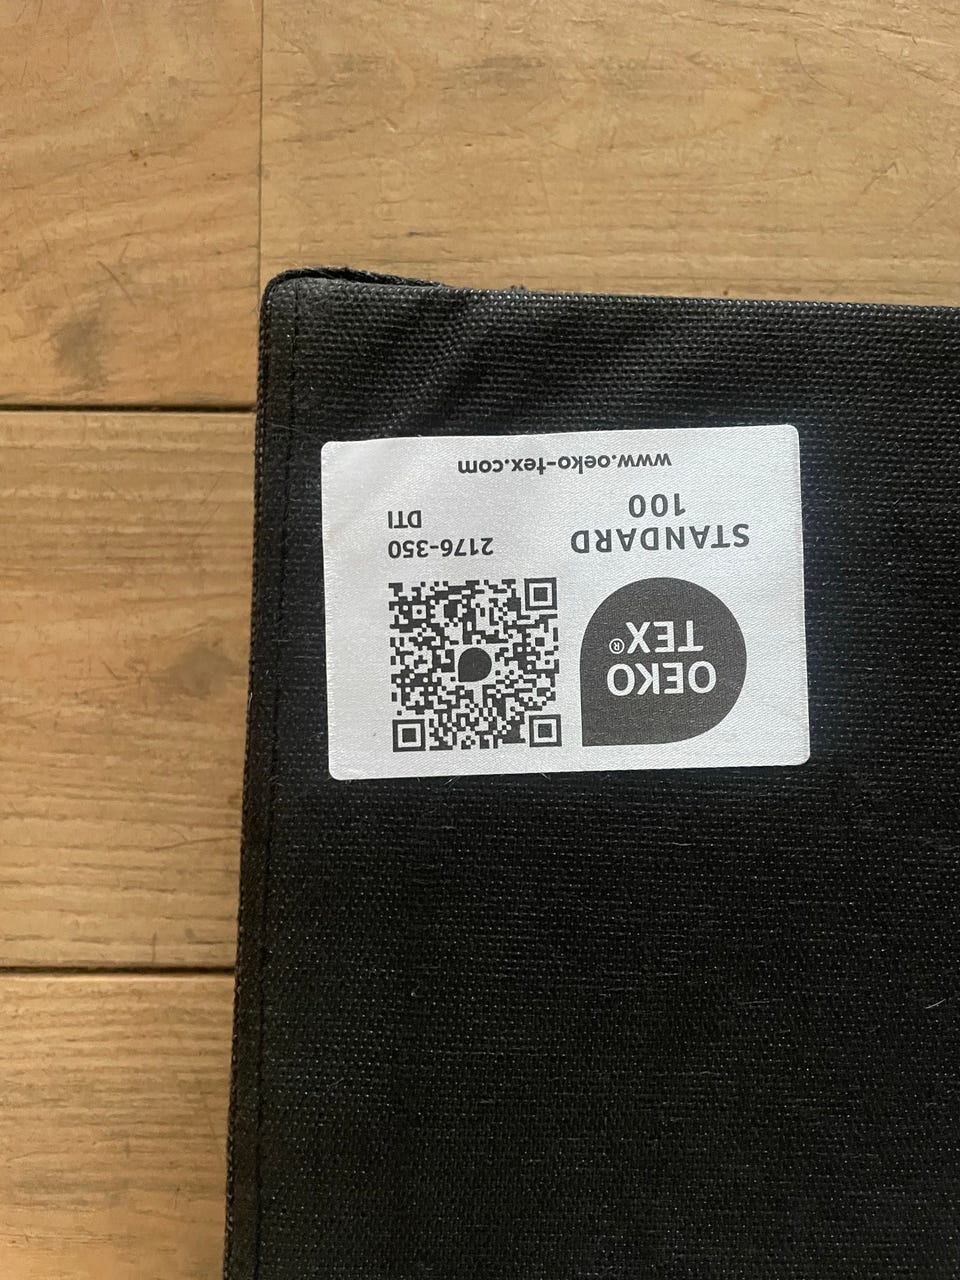 OEKO
TEX®
STANDARD
100
2176-350
DTI
www.oeko-tex.com